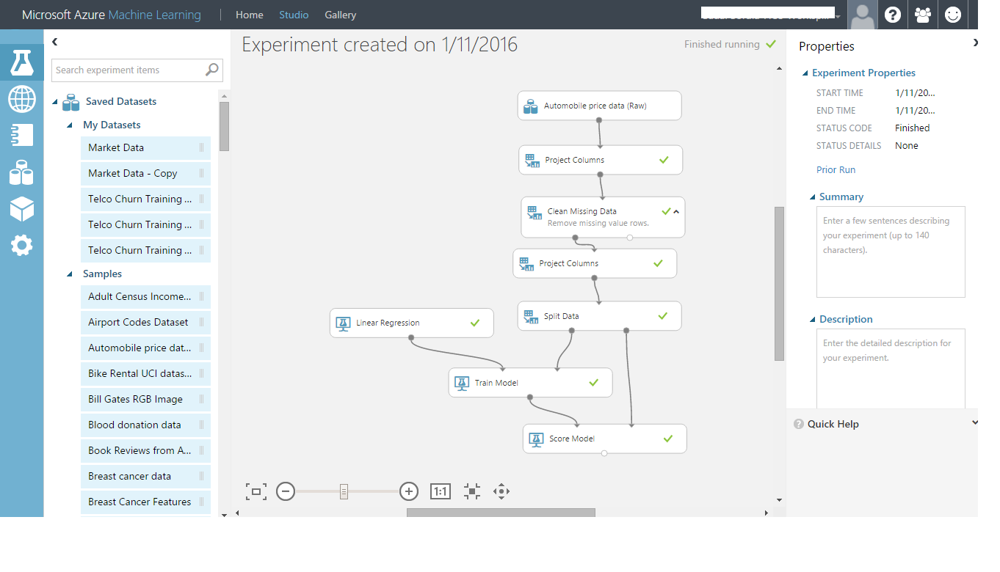 Microsoft Azure Machine Learning
Home
Studio
Gallery
Search experiment items
Saved Datasets
My Datasets
Market Data
Market Data - Copy
Telco Churn Training ...
Telco Churn Training ...
Telco Churn Training ...
Samples
Adult Census Income...
Airport Codes Dataset
Automobile price dat...
Bike Rental UCI datas...
Bill Gates RGB Image
Blood donation data
Book Reviews from A...
Breast cancer data
Breast Cancer Features
Experiment created on 1/11/2016
Finished running
Automobile price data (Raw)
Project Columns
Clean Missing Data
Remove missing value rows.
Project Columns
Split Data
Linear Regression
Train Model
Score Model
1:1
Properties
Experiment Properties
START TIME 1/11/20...
END TIME 1/11/20...
STATUS CODE Finished
STATUS DETAILS None
Prior Run
Summary
Enter a few sentences describing
your experiment (up to 140
characters).
Description
Enter the detailed description for
your experiment.
Quick Help